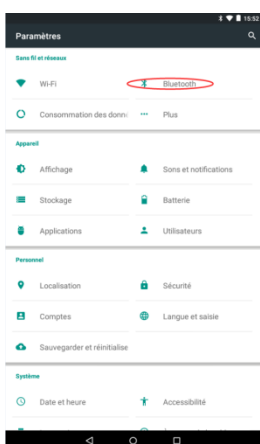 15:52
Paramètres
Sans fil et réseaux
Wi-Fi
Bluetooth
Consommation des donné
Plus
Appareil
Affichage
Sons et notifications
Stockage
Batterie
Applications
Utilisateurs
Personnel
Localisation
Sécurité
Comptes
Langue et saisie
Sauvegarder et réinitialise
Système
Date et heure
Accessibilité